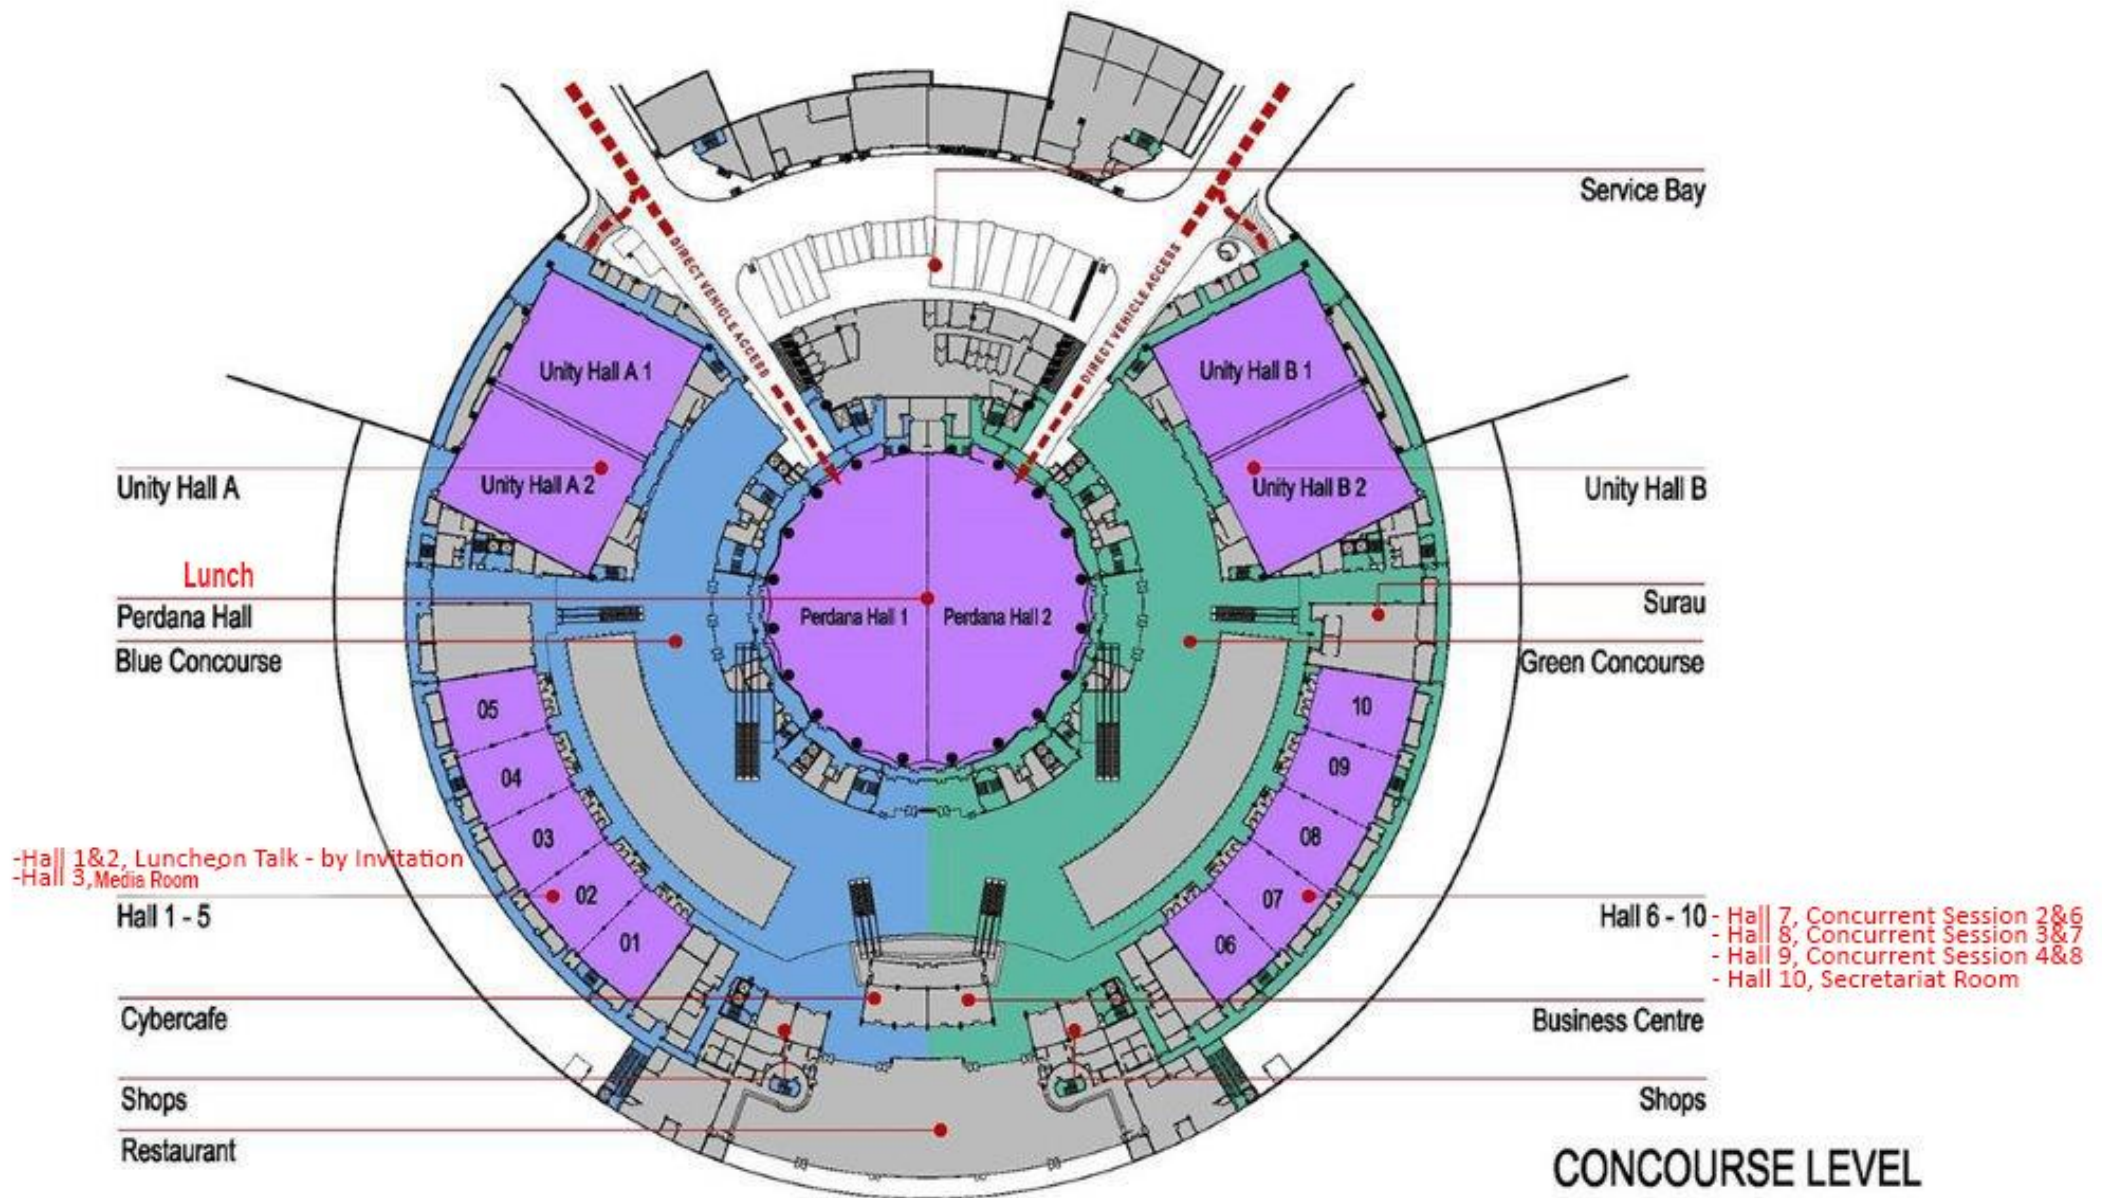 Service Bay
DIRECT VEHICLE ACCESS
DIRECT VEHICLE ACCESS
Unity Hall A 1
Unity Hall B 1
Unity Hall A
Unity Hall A 2
Unity Hall B 2
Unity Hall B
Lunch
Perdana Hall
Perdana Hall 1
Perdana Hall 2
Surau
Blue Concourse
Green Concourse
05
10
04
09
03
08
-Hall 1&2, Luncheon Talk - by Invitation
-Hall 3, Media Room
Hall 1 - 5
02
07
Hall 6 - 10
- Hall 7, Concurrent Session 2&6
- Hall 8, Concurrent Session 3&7
- Hall 9, Concurrent Session 4&8
- Hall 10, Secretariat Room
01
06
Cybercafe
Business Centre
Shops
Shops
Restaurant
CONCOURSE LEVEL